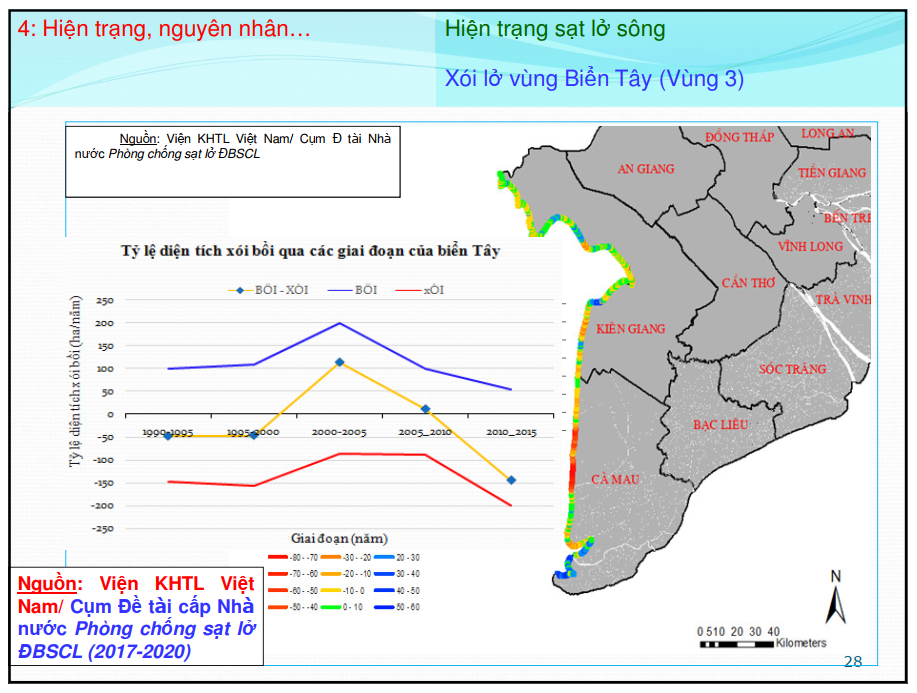 4: Hiện trạng, nguyên nhân…
Hiện trạng sạt lở sông
Xói lở vùng Biển Tây (Vùng 3)
Nguồn: Viện KHTL Việt Nam/ Cụm Đ tài Nhà
nước Phòng chống sạt lở ĐBSCL
Tỷ lệ diện tích xói bồi qua các giai đoạn của biển Tây
BỒI - XÓI
BỒI
XÓI
Tỷ lệ diện tích xói bồi (ha/năm)
250
200
150
100
50
0
-50
-100
-150
-200
-250
1990-1995
1995-2000
2000-2005
2005_2010
2010_2015
Giai đoạn (năm)
-80 - -70
-30 - -20
20 - 30
-70 - -60
-20 - -10
30 - 40
-60 - -50
-10 - 0
40 - 50
-50 - -40
0 - 10
50 - 60
ĐỒNG THÁP
LONG AN
AN GIANG
TIỀN GIANG
BẾN TRE
VĨNH LONG
CẦN THƠ
TRÀ VINH
KIÊN GIANG
SÓC TRĂNG
BẠC LIÊU
CÀ MAU
N
0 5 10 20 30 40
Kilometers
Nguồn: Viện KHTL Việt
Nam/ Cụm Đề tài cấp Nhà
nước Phòng chống sạt lở
ĐBSCL (2017-2020)
28